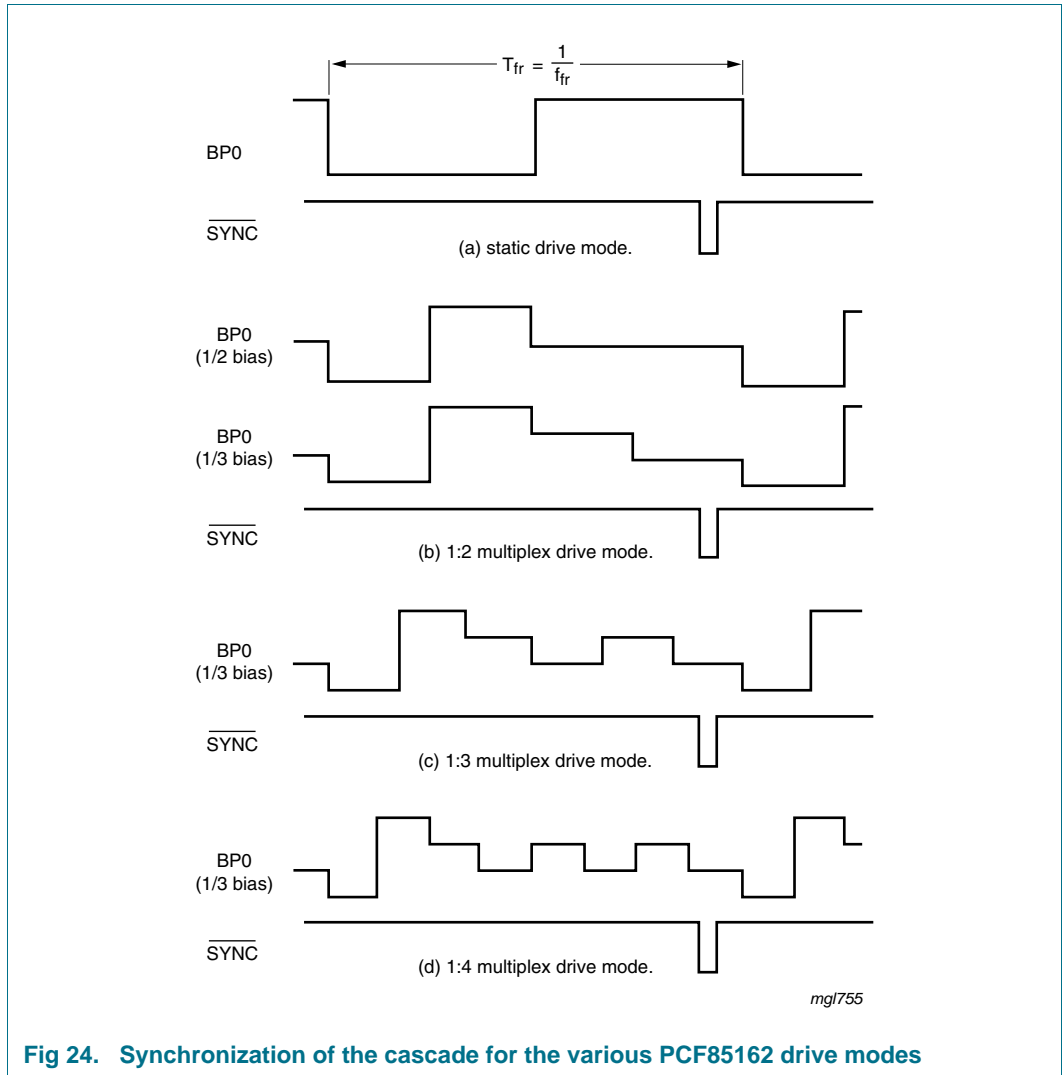 T_fr = 1/f_fr
BP0
SYNC
(a) static drive mode.
BP0
(1/2 bias)
BP0
(1/3 bias)
SYNC
(b) 1:2 multiplex drive mode.
BP0
(1/3 bias)
SYNC
(c) 1:3 multiplex drive mode.
BP0
(1/3 bias)
SYNC
(d) 1:4 multiplex drive mode.
mgl755
Fig 24. Synchronization of the cascade for the various PCF85162 drive modes